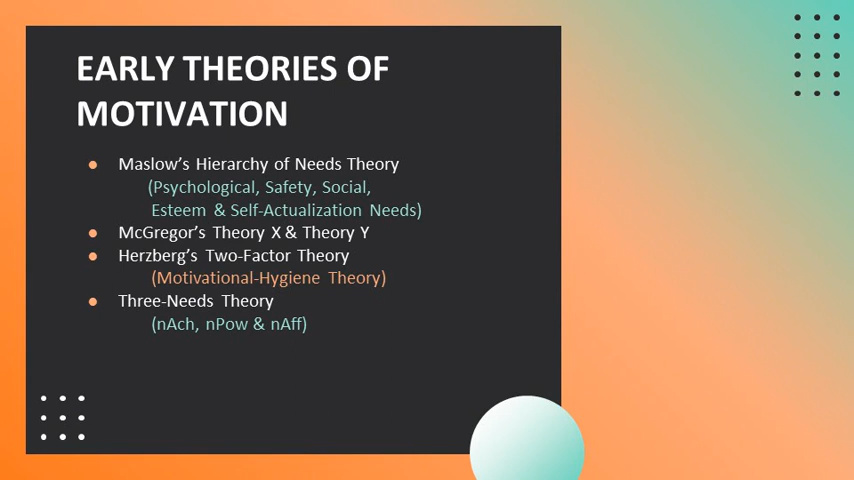 EARLY THEORIES OF
MOTIVATION
● Maslow’s Hierarchy of Needs Theory
(Psychological, Safety, Social,
Esteem & Self-Actualization Needs)
● McGregor’s Theory X & Theory Y
● Herzberg’s Two-Factor Theory
(Motivational-Hygiene Theory)
● Three-Needs Theory
(nAch, nPow & nAff)